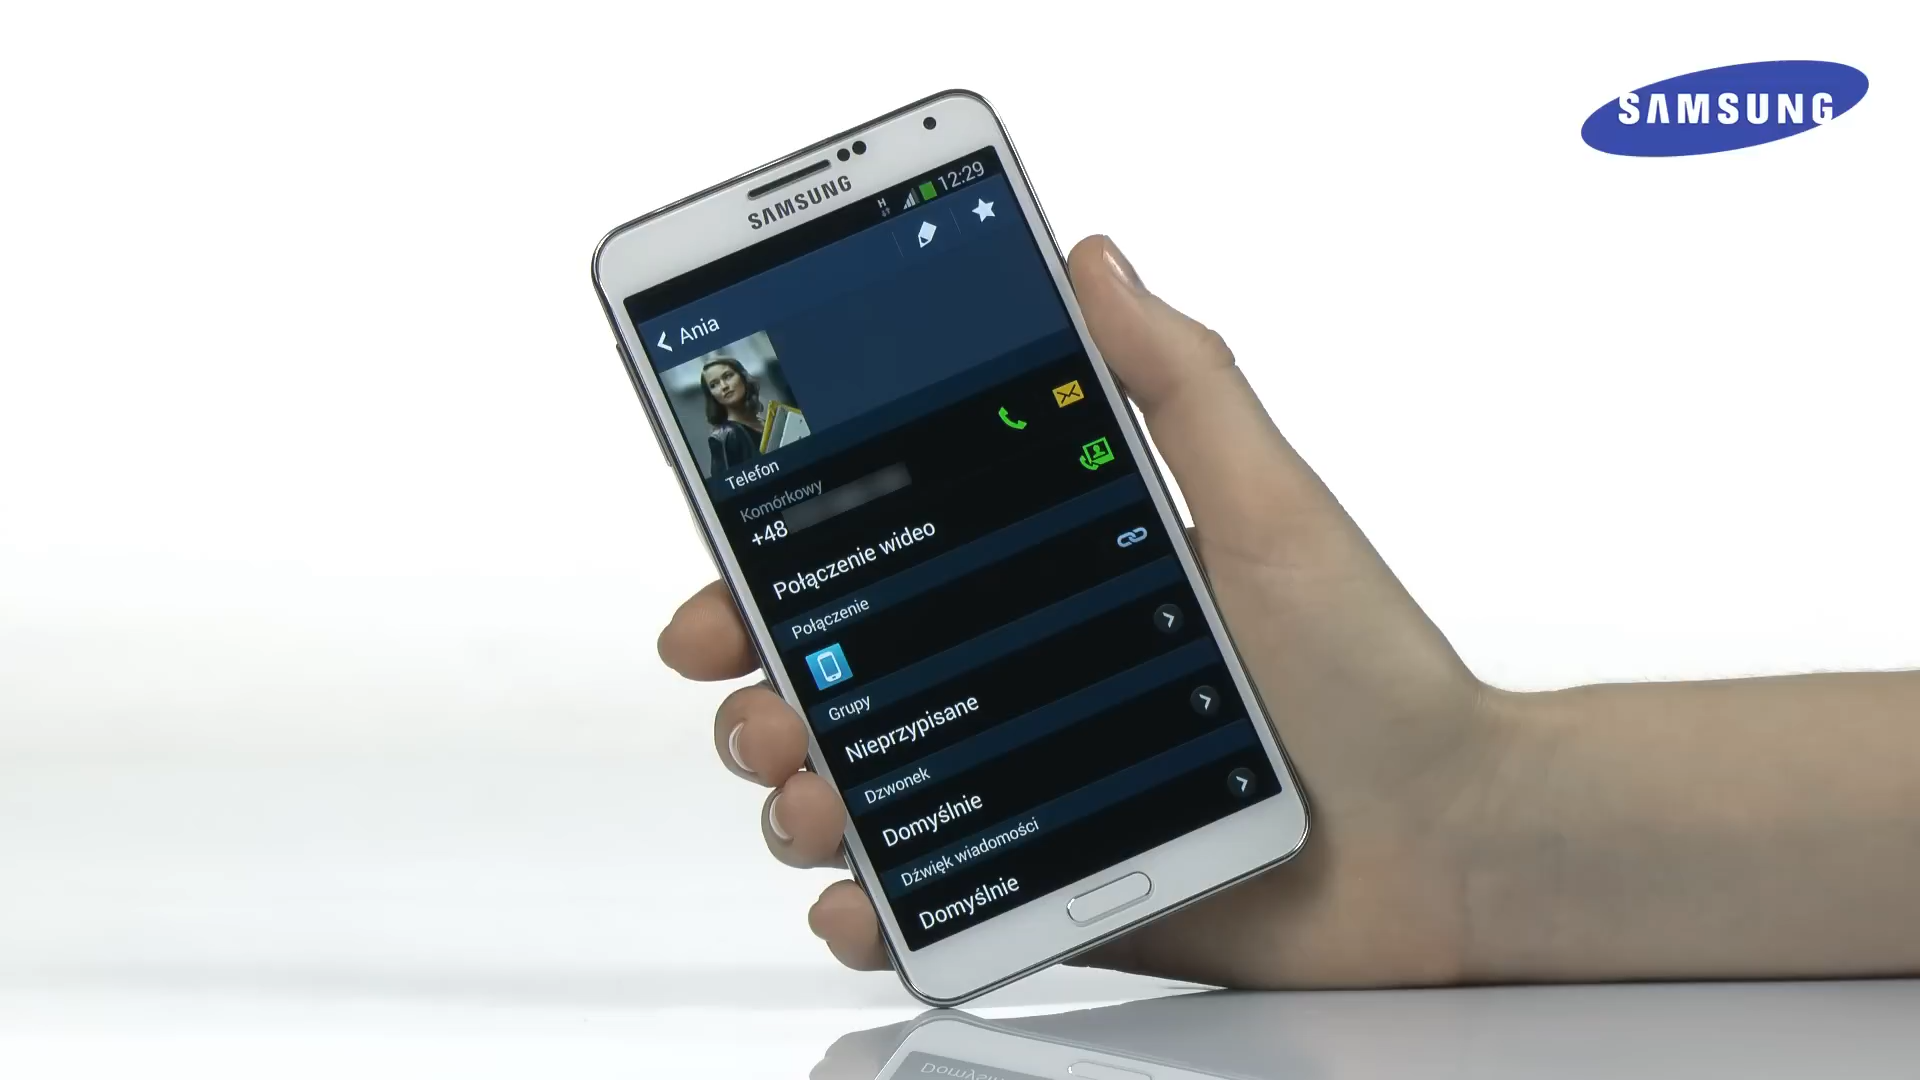 SAMSUNG
SAMSUNG
H
12:29
Ania
Telefon
Komórkowy
+48
Połączenie wideo
Połączenie
Grupy
Nieprzypisane
Dzwonek
Domyślnie
Dźwięk wiadomości
Domyślnie